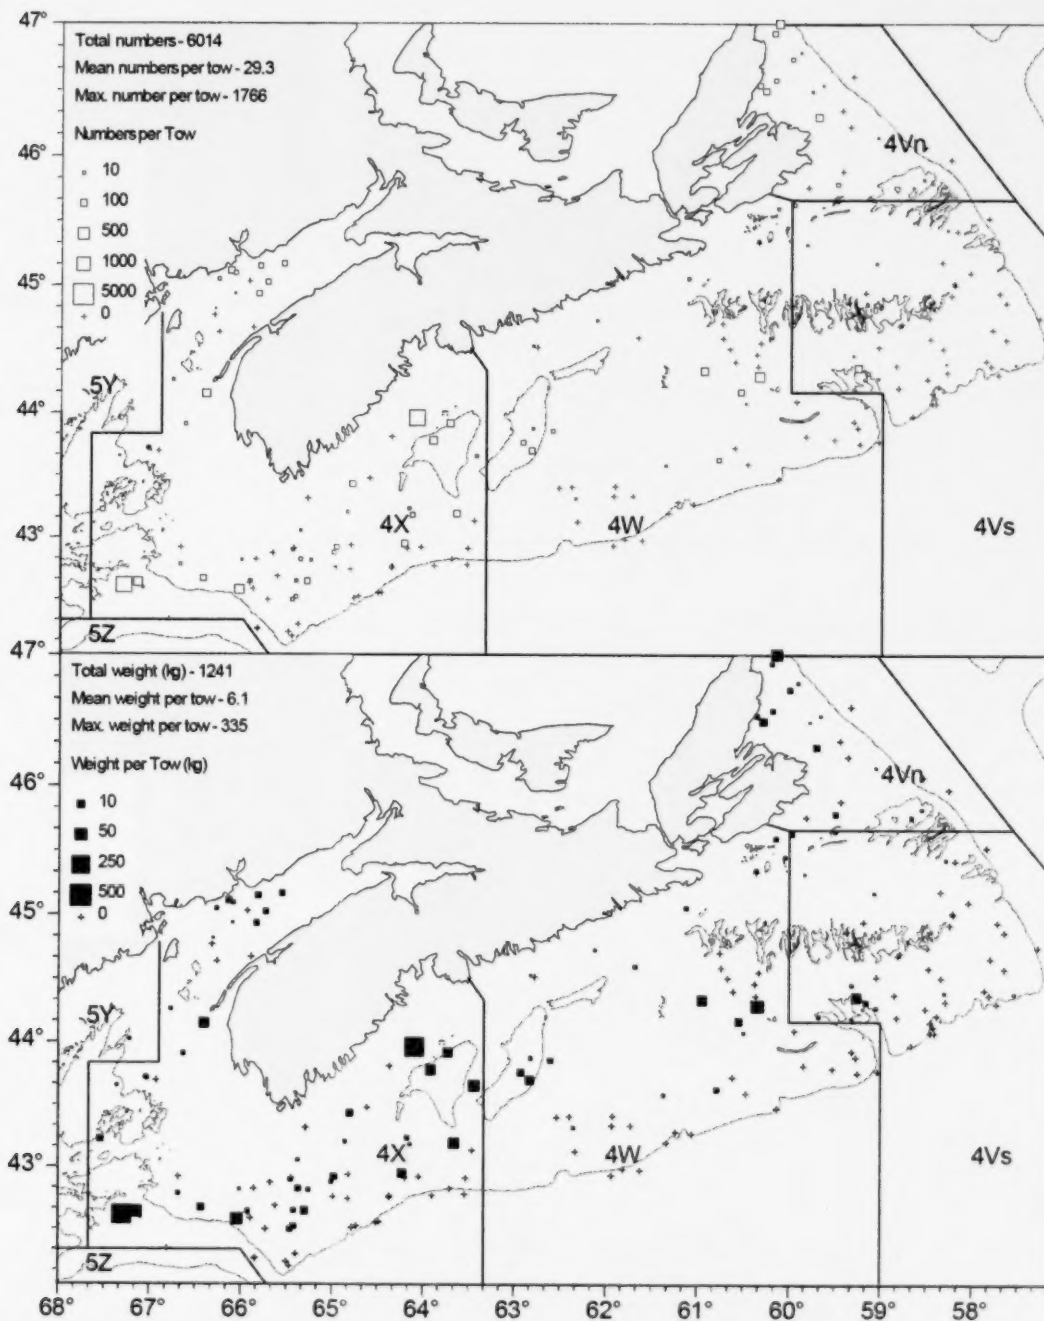 47°
Total numbers - 6014
Mean numbers per tow - 29.3
Max. number per tow - 1766
Numbers per Tow
10
100
500
1000
5000
0
46°
45°
44°
43°
4Vn
5Y
4X
4W
4Vs
5Z
47°
Total weight (kg) - 1241
Mean weight per tow - 6.1
Max. weight per tow - 335
Weight per Tow (kg)
10
50
250
500
0
46°
45°
44°
43°
4Vn
5Y
4X
4W
4Vs
5Z
68° 67° 66° 65° 64° 63° 62° 61° 60° 59° 58°